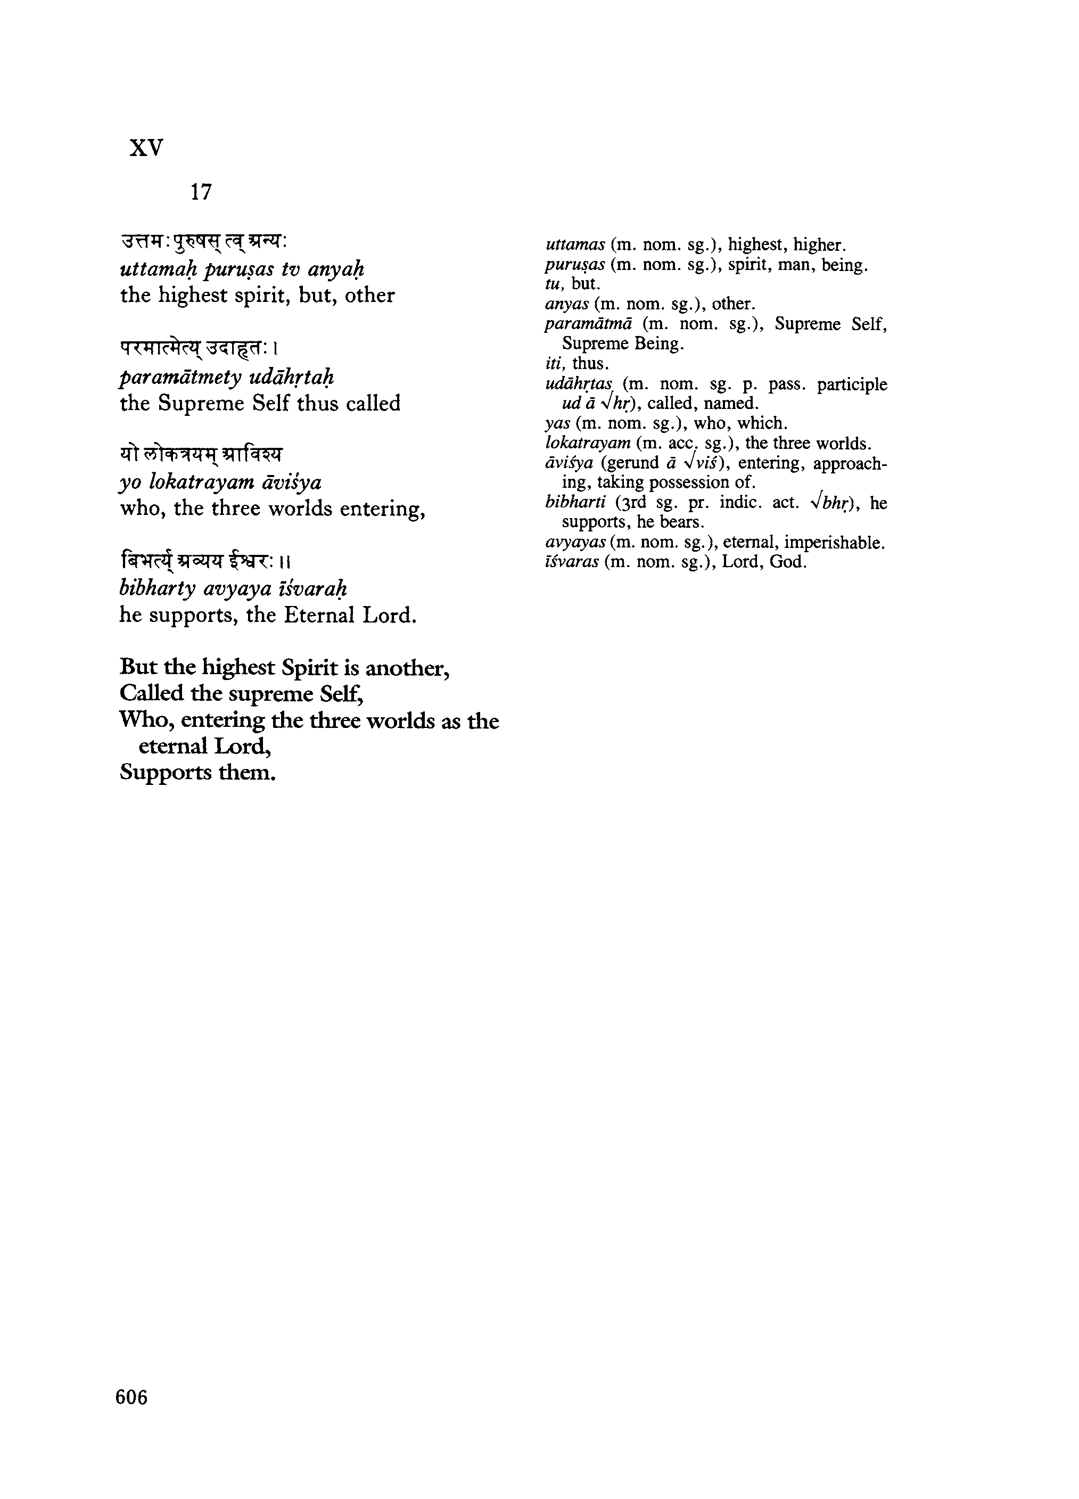 XV
17
उत्तमः पुरुषस् त्व् अन्यः
uttamaḥ puruṣas tv anyaḥ
the highest spirit, but, other
परमात्मेत्य् उदाहृतः ।
paramātmety udāhṛtaḥ
the Supreme Self thus called
यो लोकत्रयम् आविश्य
yo lokatrayam āviśya
who, the three worlds entering,
बिभर्त्य् अव्यय ईश्वरः ॥
bibharty avyaya īśvaraḥ
he supports, the Eternal Lord.
But the highest Spirit is another,
Called the supreme Self,
Who, entering the three worlds as the
eternal Lord,
Supports them.
uttamas (m. nom. sg.), highest, higher.
puruṣas (m. nom. sg.), spirit, man, being.
tu, but.
anyas (m. nom. sg.), other.
paramātmā (m. nom. sg.), Supreme Self,
Supreme Being.
iti, thus.
udāhṛtas (m. nom. sg. p. pass. participle
ud ā √hṛ), called, named.
yas (m. nom. sg.), who, which.
lokatrayam (m. acc. sg.), the three worlds.
āviśya (gerund ā √viś), entering, approach-
ing, taking possession of.
bibharti (3rd sg. pr. indic. act. √bhṛ), he
supports, he bears.
avyayas (m. nom. sg.), eternal, imperishable.
īśvaras (m. nom. sg.), Lord, God.
606